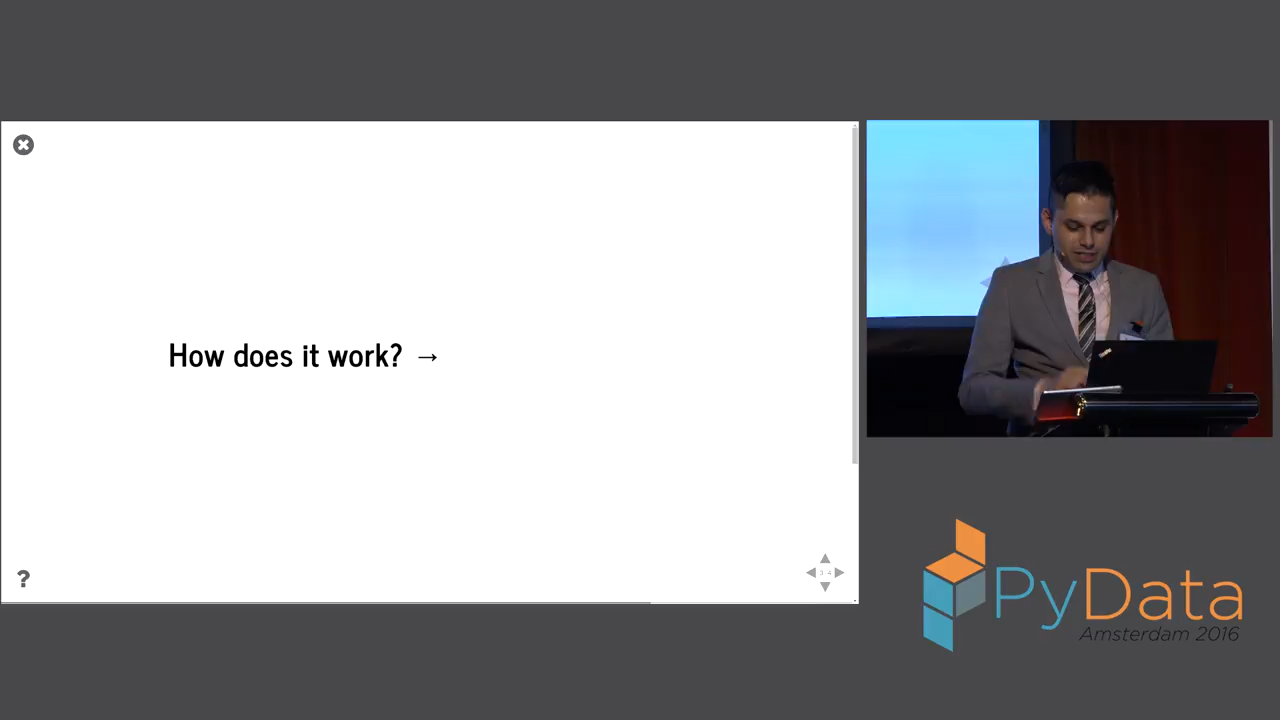 How does it work? →
?
PyData
Amsterdam 2016